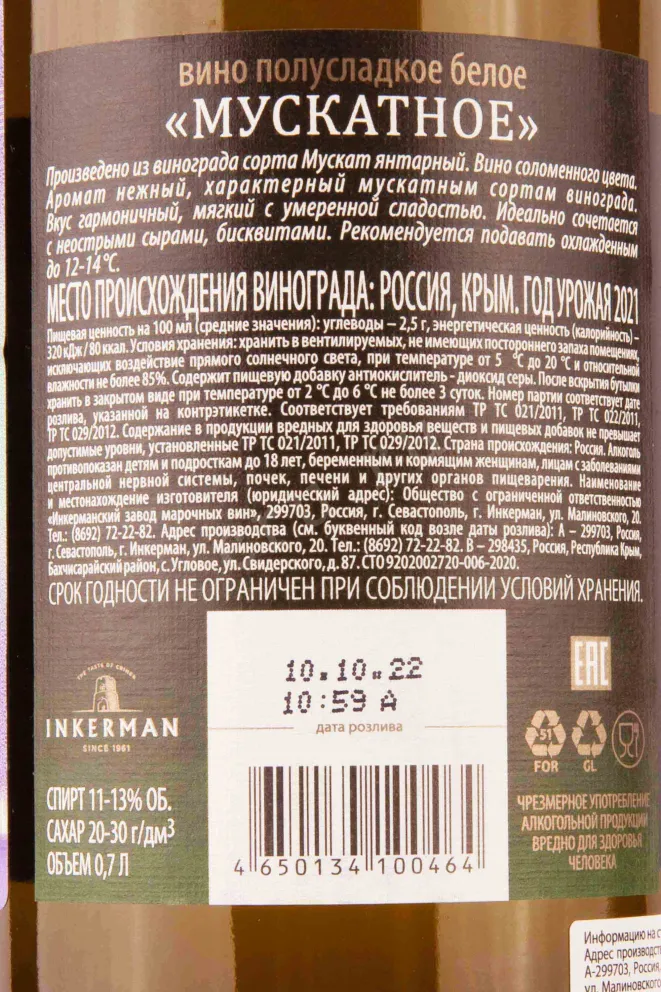 вино полусладкое белое
«МУСКАТНОЕ»
Произведено из винограда сорта Мускат янтарный. Вино соломенного цвета.
Аромат нежный, характерный мускатным сортам винограда.
Вкус гармоничный, мягкий с умеренной сладостью. Идеально сочетается
с неострыми сырами, бисквитами. Рекомендуется подавать охлажденным
до 12-14°С.
МЕСТО ПРОИСХОЖДЕНИЯ ВИНОГРАДА: РОССИЯ, КРЫМ. ГОД УРОЖАЯ 2021
Пищевая ценность на 100 мл (средние значения): углеводы – 2,5 г, энергетическая ценность (калорийность) –
320 кДж / 80 ккал. Условия хранения: хранить в вентилируемых, не имеющих постороннего запаха помещениях,
исключающих воздействие прямого солнечного света, при температуре от 5 °С до 20 °С и относительной
влажности не более 85%. Содержит пищевую добавку антиокислитель – диоксид серы. После вскрытия бутылки
хранить в закрытом виде при температуре от 2 °С до 6 °С не более 3 суток. Номер партии соответствует дате
розлива, указанной на контрэтикетке. Соответствует требованиям ТР ТС 021/2011, ТР ТС 022/2011,
ТР ТС 029/2012. Содержание в продукции вредных для здоровья веществ и пищевых добавок не превышает
допустимые уровни, установленные ТР ТС 021/2011, ТР ТС 029/2012. Страна происхождения: Россия. Алкоголь
противопоказан детям и подросткам до 18 лет, беременным и кормящим женщинам, лицам с заболеваниями
центральной нервной системы, почек, печени и других органов пищеварения. Наименование
и местонахождение изготовителя (юридический адрес): Общество с ограниченной ответственностью
«Инкерманский завод марочных вин», 299703, Россия, г. Севастополь, г. Инкерман, ул. Малиновского, 20.
Тел.: (8692) 72-22-82. Адрес производства (см. буквенный код возле даты розлива): А – 299703, Россия,
г. Севастополь, г. Инкерман, ул. Малиновского, 20. Тел.: (8692) 72-22-82. В – 298435, Россия, Республика Крым,
Бахчисарайский район, с. Угловое, ул. Свидерского, д. 87. СТО 9202002720-006-2020.
СРОК ГОДНОСТИ НЕ ОГРАНИЧЕН ПРИ СОБЛЮДЕНИИ УСЛОВИЙ ХРАНЕНИЯ.
THE TASTE OF CRIMEA
INKERMAN
SINCE 1961
СПИРТ 11-13% ОБ.
САХАР 20-30 г/дм³
ОБЪЕМ 0,7 Л
10.10.22
10:59 А
дата розлива
4 650134 100464
EAC
51
FOR
GL
ЧРЕЗМЕРНОЕ УПОТРЕБЛЕНИЕ
АЛКОГОЛЬНОЙ ПРОДУКЦИИ
ВРЕДНО ДЛЯ ЗДОРОВЬЯ
ЧЕЛОВЕКА
Информацию на
Адрес
А-299703, Россия,
ул. Малиновского